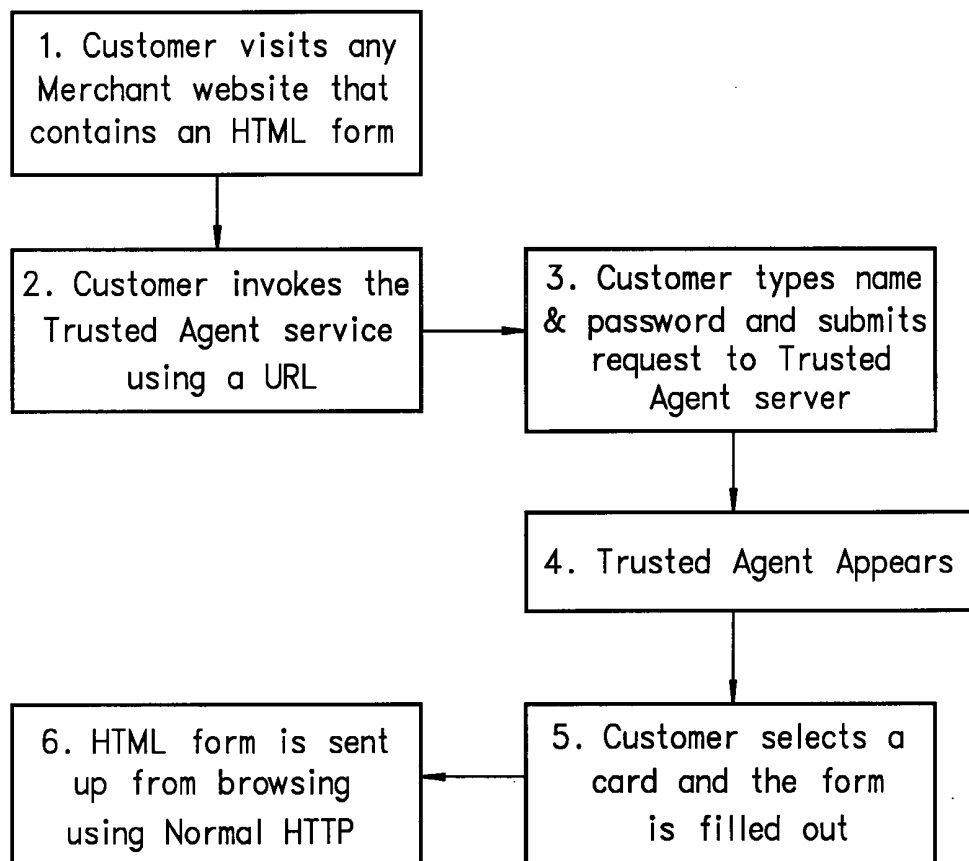 1. Customer visits any
Merchant website that
contains an HTML form
2. Customer invokes the
Trusted Agent service
using a URL
3. Customer types name
& password and submits
request to Trusted
Agent server
4. Trusted Agent Appears
5. Customer selects a
card and the form
is filled out
6. HTML form is sent
up from browsing
using Normal HTTP